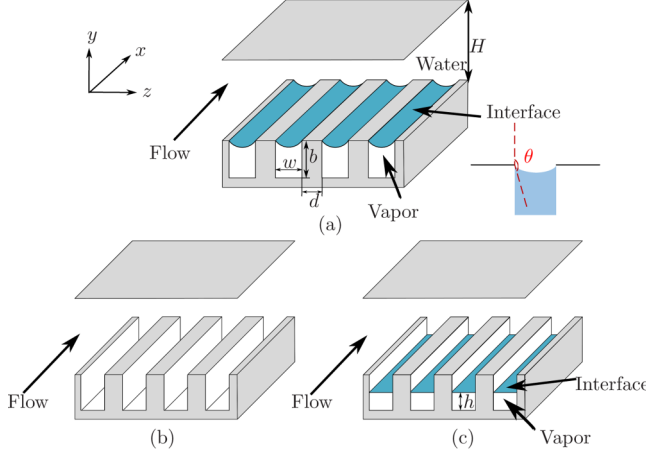 y
x
z
H
Water
Interface
Flow
w
b
d
Vapor
θ
(a)
Flow
(b)
Flow
h
Interface
Vapor
(c)